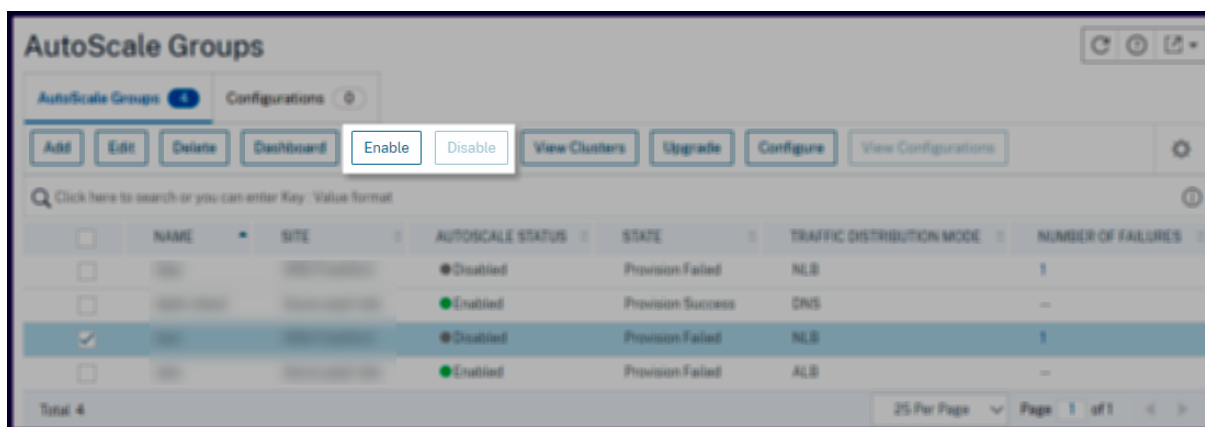 AutoScale Groups
AutoScale Groups 4 Configurations 0
Add Edit Delete Dashboard Enable Disable View Clusters Upgrade Configure View Configurations
Click here to search or you can enter Key : Value format
NAME SITE AUTOSCALE STATUS STATE TRAFFIC DISTRIBUTION MODE NUMBER OF FAILURES
Disabled Provision Failed NLB 1
Enabled Provision Success DNS --
Disabled Provision Failed NLB 1
Enabled Provision Failed ALB --
Total 4 25 Per Page Page 1 of 1